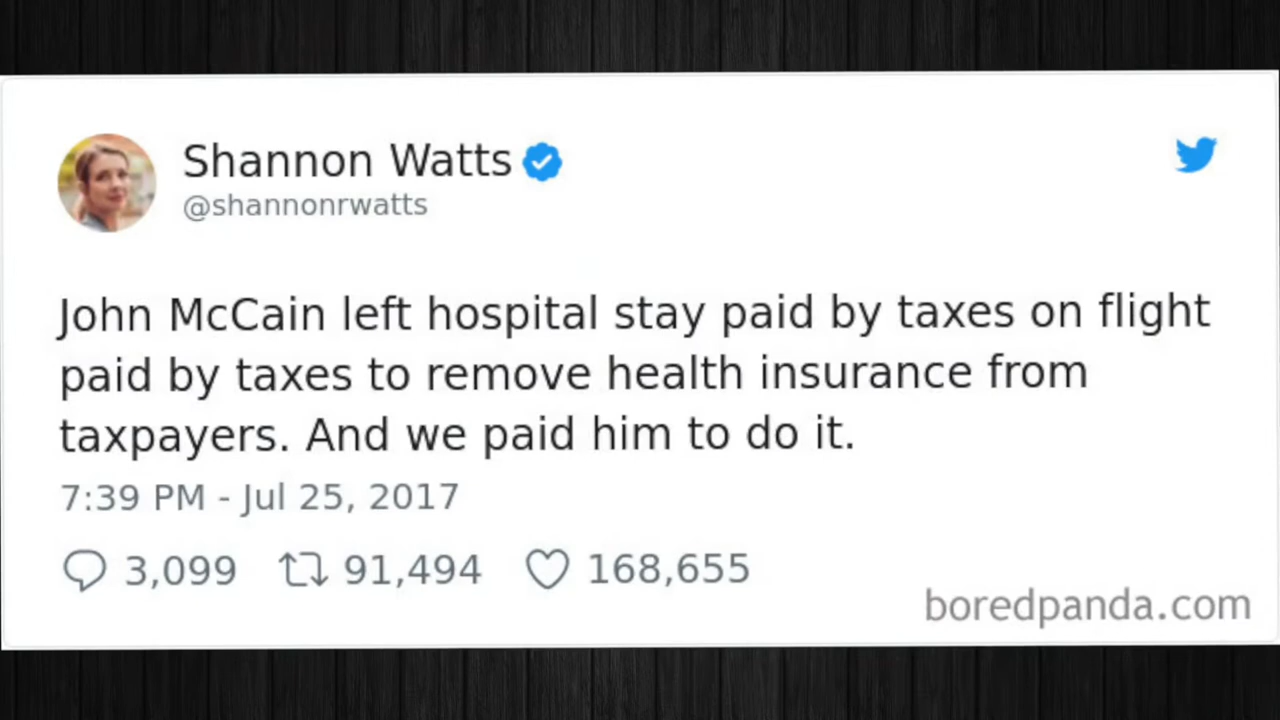 Shannon Watts
@shannonrwatts
John McCain left hospital stay paid by taxes on flight
paid by taxes to remove health insurance from
taxpayers. And we paid him to do it.
7:39 PM - Jul 25, 2017
3,099 91,494 168,655
boredpanda.com